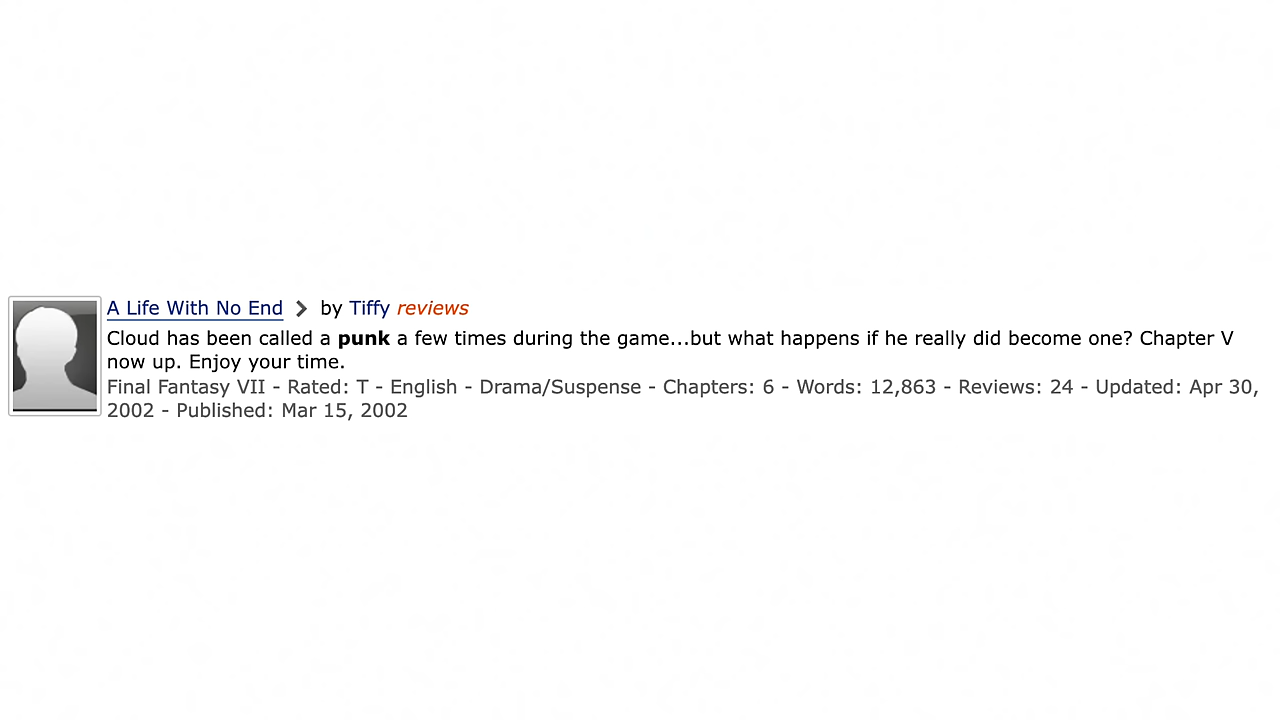 A Life With No End > by Tiffy reviews
Cloud has been called a punk a few times during the game...but what happens if he really did become one? Chapter V
now up. Enjoy your time.
Final Fantasy VII - Rated: T - English - Drama/Suspense - Chapters: 6 - Words: 12,863 - Reviews: 24 - Updated: Apr 30,
2002 - Published: Mar 15, 2002